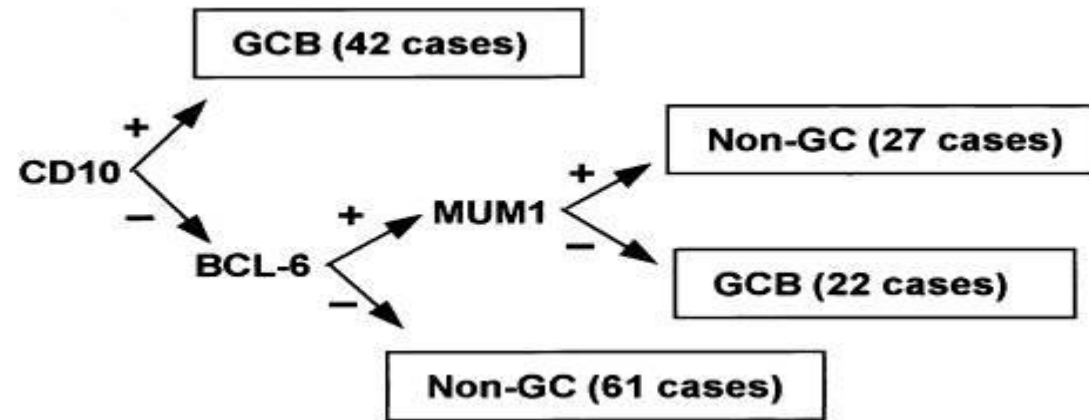 GCB (42 cases)
+
Non-GC (27 cases)
CD10
+
−
+
MUM1
−
BCL-6
GCB (22 cases)
−
Non-GC (61 cases)